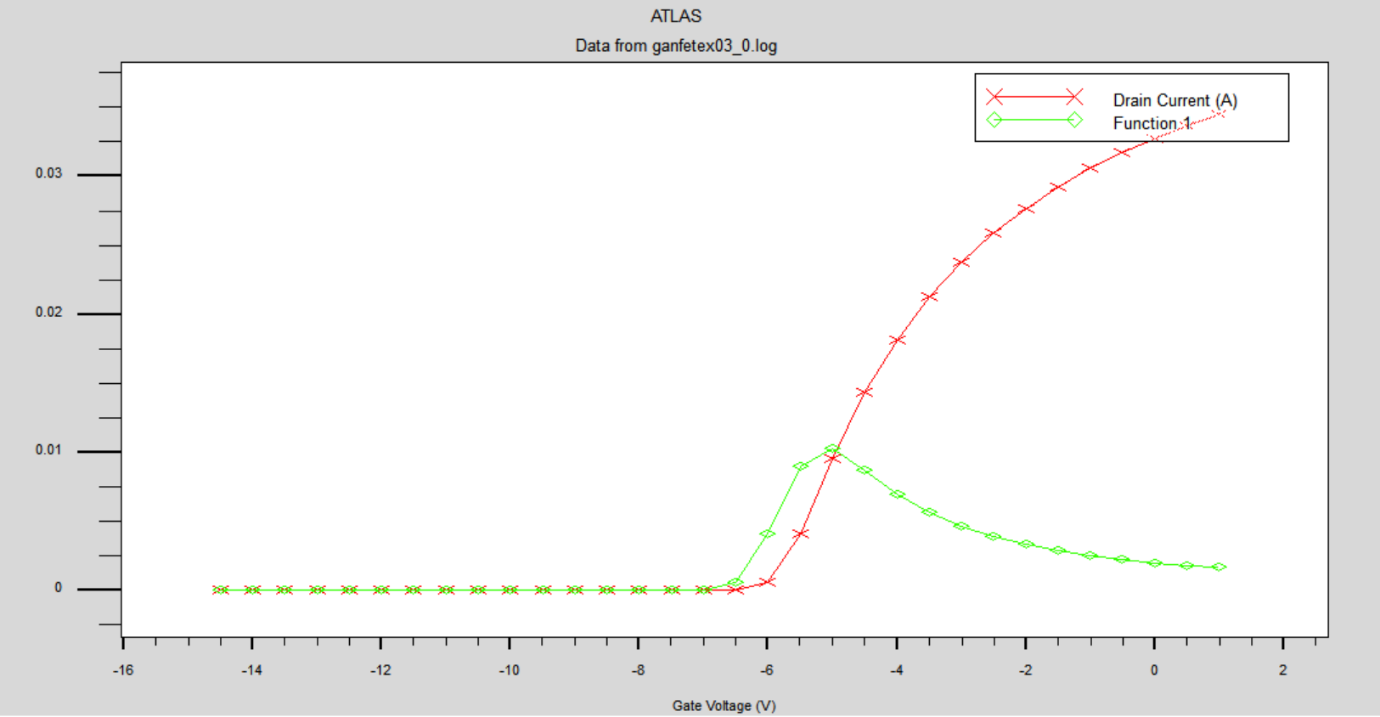 ATLAS
Data from ganfetex03_0.log
Drain Current (A)
Function 1
0.03
0.02
0.01
0
-16 -14 -12 -10 -8 -6 -4 -2 0 2
Gate Voltage (V)